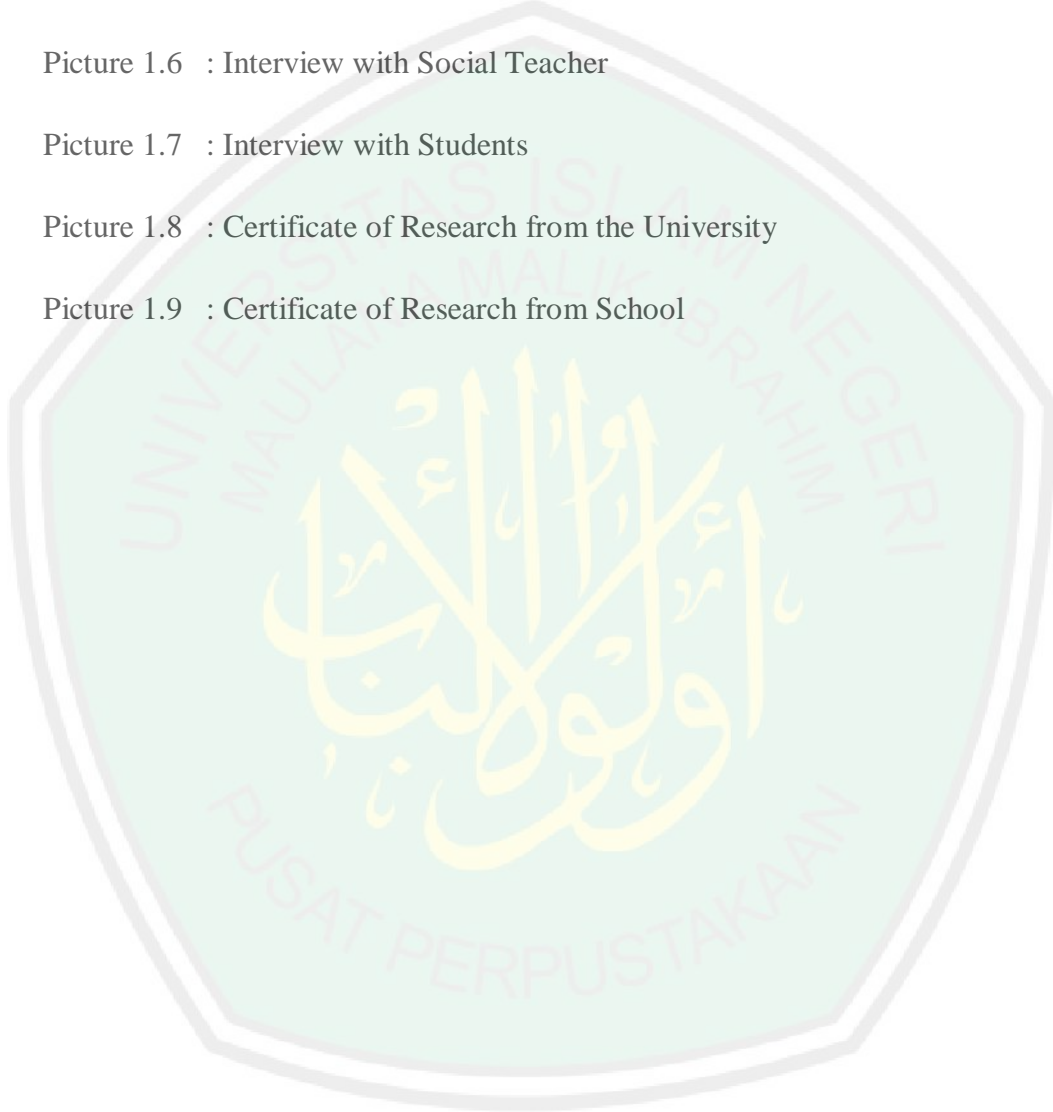 Picture 1.6 : Interview with Social Teacher
Picture 1.7 : Interview with Students
Picture 1.8 : Certificate of Research from the University
Picture 1.9 : Certificate of Research from School
UNIVERSITAS ISLAM NEGERI
MAULANA MALIK IBRAHIM
أولوا الألباب
PUSAT PERPUSTAKAAN